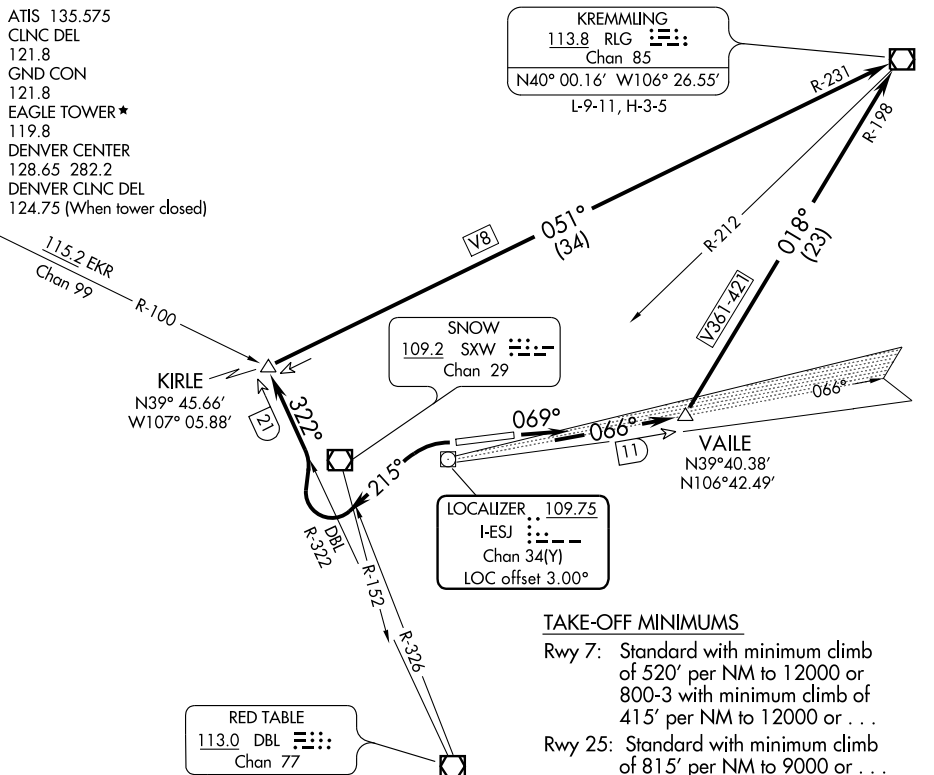 ATIS 135.575
CLNC DEL
121.8
GND CON
121.8
EAGLE TOWER★
119.8
DENVER CENTER
128.65 282.2
DENVER CLNC DEL
124.75 (When tower closed)
KREMMLING
113.8 RLG
Chan 85
N40° 00.16’ W106° 26.55’
L-9-11, H-3-5
R-231
R-198
R-212
V8
051°
(34)
018°
(23)
V361-421
115.2 EKR
Chan 99
R-100
KIRLE
N39° 45.66’
W107° 05.88’
21
322°
SNOW
109.2 SXW
Chan 29
069°
066°
066°
11
VAILE
N39°40.38’
N106°42.49’
215°
LOCALIZER 109.75
I-ESJ
Chan 34(Y)
LOC offset 3.00°
DBL
R-322
R-152
R-326
RED TABLE
113.0 DBL
Chan 77
TAKE-OFF MINIMUMS
Rwy 7: Standard with minimum climb
of 520’ per NM to 12000 or
800-3 with minimum climb of
415’ per NM to 12000 or . . .
Rwy 25: Standard with minimum climb
of 815’ per NM to 9000 or . . .